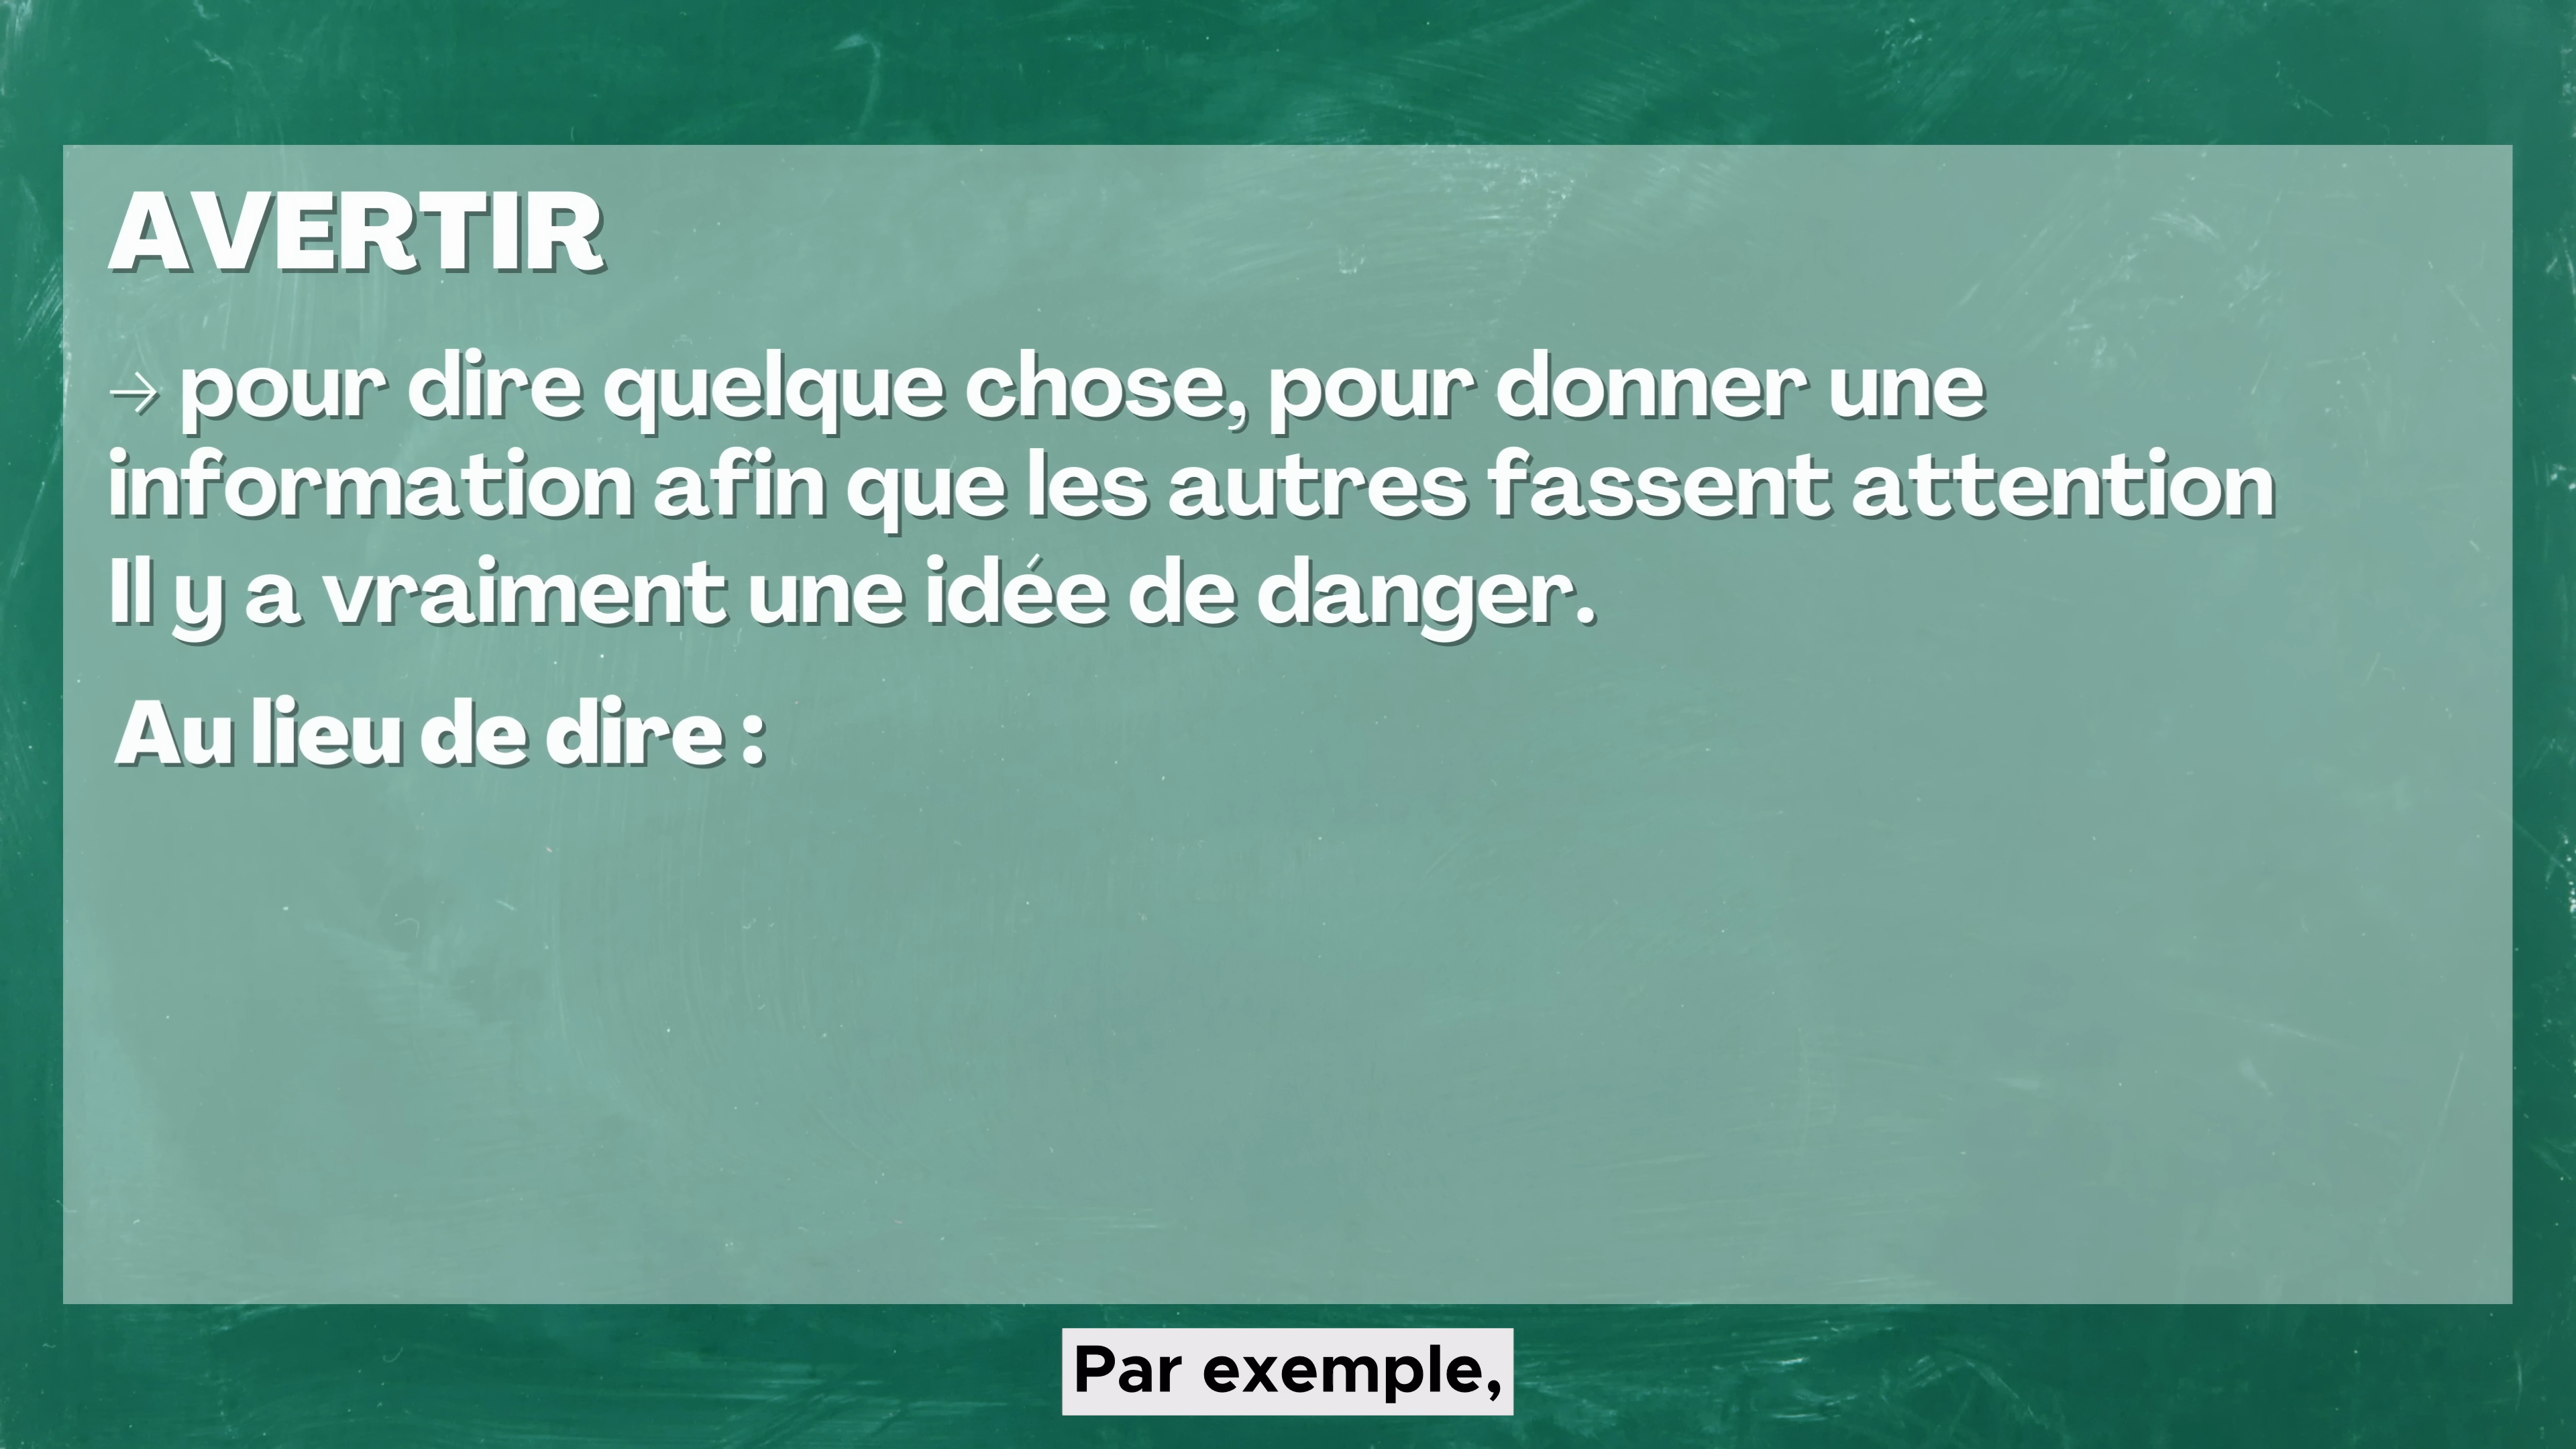 AVERTIR
→ pour dire quelque chose, pour donner une
information afin que les autres fassent attention
Il y a vraiment une idée de danger.
Au lieu de dire :
Par exemple,